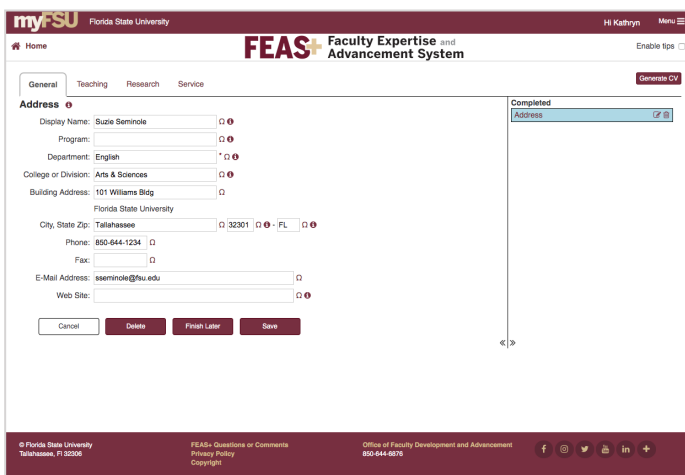 myFSU Florida State University Hi Kathryn Menu
Home FEAS+ Faculty Expertise and Advancement System Enable tips
General Teaching Research Service Generate CV
Address
Display Name: Suzie Seminole Ω
Program: Ω
Department: English * Ω
College or Division: Arts & Sciences Ω
Building Address: 101 Williams Bldg Ω
Florida State University
City, State Zip: Tallahassee Ω 32301 Ω - FL Ω
Phone: 850-644-1234 Ω
Fax: Ω
E-Mail Address: sseminole@fsu.edu Ω
Web Site: Ω
Cancel Delete Finish Later Save
Completed
Address
« »
© Florida State University
Tallahassee, Fl 32306
FEAS+ Questions or Comments
Privacy Policy
Copyright
Office of Faculty Development and Advancement
850-644-6876